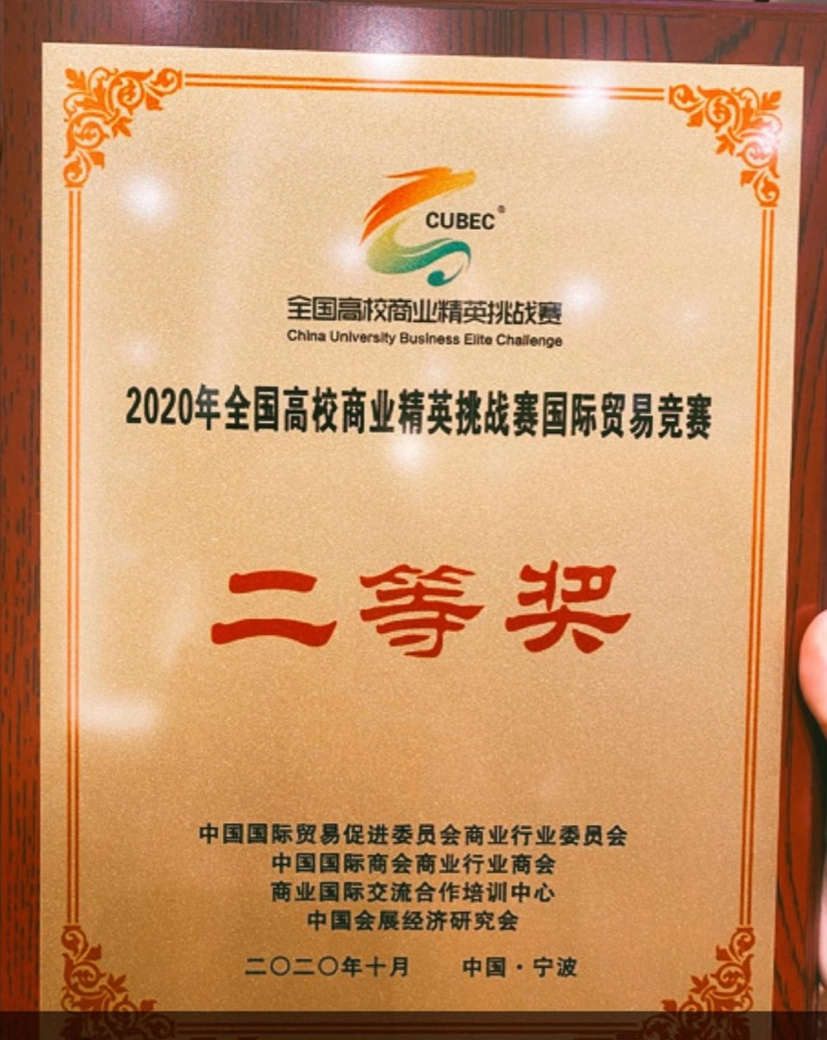 CUBEC®
全国高校商业精英挑战赛
China University Business Elite Challenge
2020年全国高校商业精英挑战赛国际贸易竞赛
二等奖
中国国际贸易促进委员会商业行业委员会
中国国际商会商业行业商会
商业国际交流合作培训中心
中国会展经济研究会
二〇二〇年十月 中国·宁波